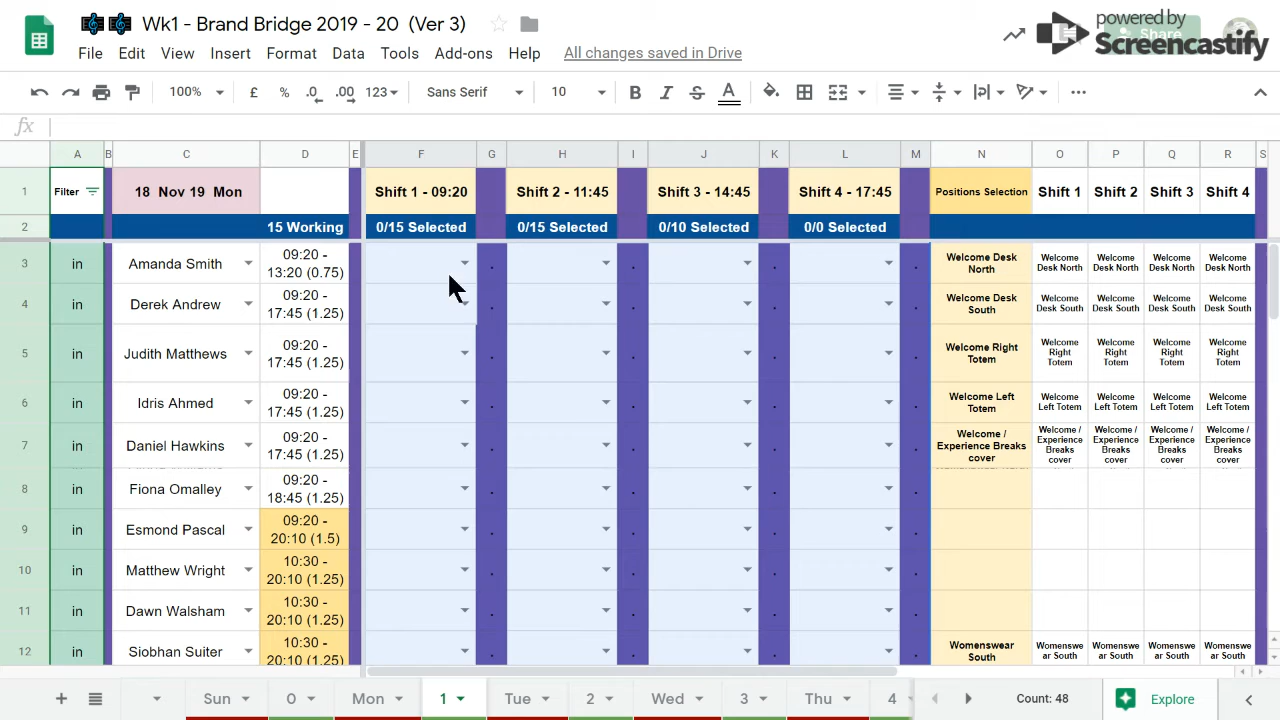 Wk1 - Brand Bridge 2019 - 20 (Ver 3)
powered by
Screencastify
Share
File Edit View Insert Format Data Tools Add-ons Help All changes saved in Drive
100% £ % .0 .00 123 Sans Serif 10 B I S A
fx
A B C D E F G H I J K L M N O P Q R S
1 Filter 18 Nov 19 Mon Shift 1 - 09:20 Shift 2 - 11:45 Shift 3 - 14:45 Shift 4 - 17:45 Positions Selection Shift 1 Shift 2 Shift 3 Shift 4
2 15 Working 0/15 Selected 0/15 Selected 0/10 Selected 0/0 Selected
3 in Amanda Smith 09:20 - 13:20 (0.75) . . . . Welcome Desk North Welcome Desk North Welcome Desk North Welcome Desk North Welcome Desk North
4 in Derek Andrew 09:20 - 17:45 (1.25) . . . . Welcome Desk South Welcome Desk South Welcome Desk South Welcome Desk South Welcome Desk South
5 in Judith Matthews 09:20 - 17:45 (1.25) . . . . Welcome Right Totem Welcome Right Totem Welcome Right Totem Welcome Right Totem Welcome Right Totem
6 in Idris Ahmed 09:20 - 17:45 (1.25) . . . . Welcome Left Totem Welcome Left Totem Welcome Left Totem Welcome Left Totem Welcome Left Totem
7 in Daniel Hawkins 09:20 - 17:45 (1.25) . . . . Welcome / Experience Breaks cover Welcome / Experience Breaks cover Welcome / Experience Breaks cover Welcome / Experience Breaks cover Welcome / Experience Breaks cover
8 in Fiona Omalley 09:20 - 18:45 (1.25) . . . .
9 in Esmond Pascal 09:20 - 20:10 (1.5) . . . .
10 in Matthew Wright 10:30 - 20:10 (1.25) . . . .
11 in Dawn Walsham 10:30 - 20:10 (1.25) . . . .
12 in Siobhan Suiter 10:30 - 20:10 (1.25) . . . . Womenswear South Womenswear South Womenswear South Womenswear South Womenswear South
+ Sun 0 Mon 1 Tue 2 Wed 3 Thu 4 Count: 48 Explore